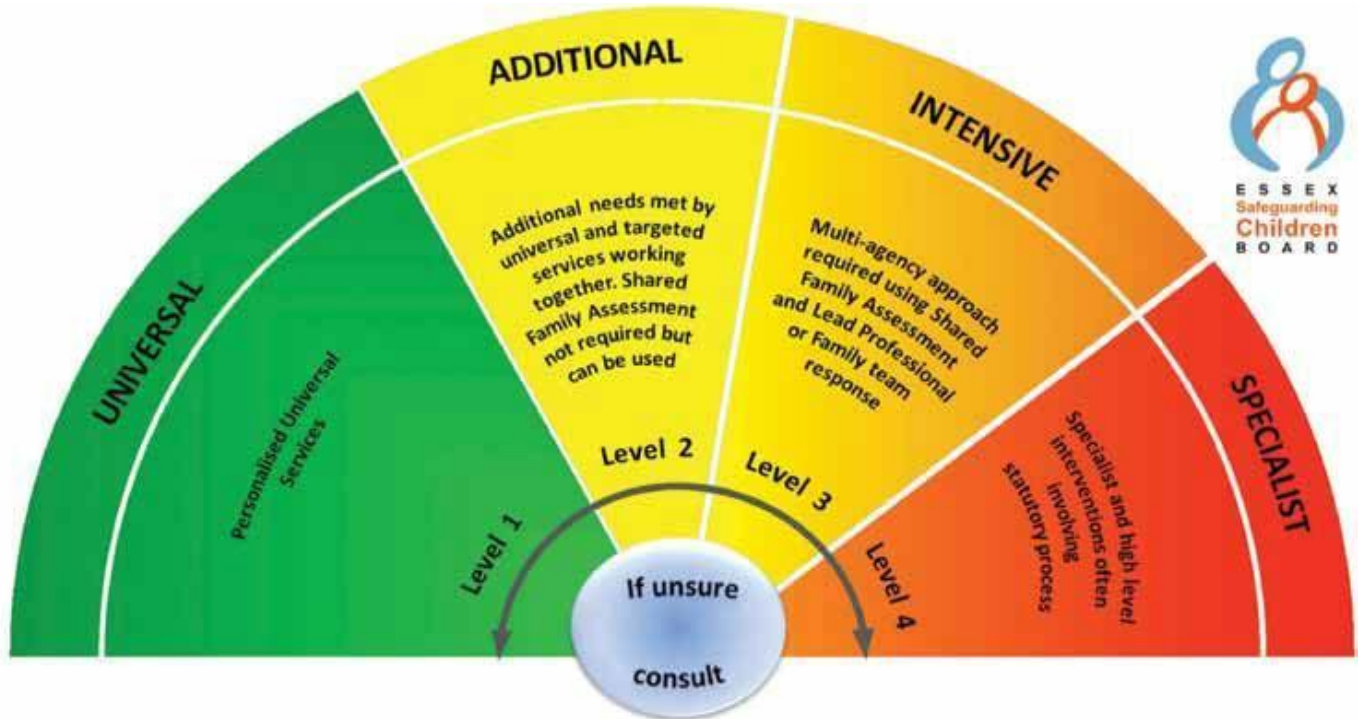 UNIVERSAL
Personalised Universal
Services
Level 1
ADDITIONAL
Additional needs met by
universal and targeted
services working
together. Shared
Family Assessment
not required but
can be used
Level 2
INTENSIVE
Multi-agency approach
required using Shared
Family Assessment
and Lead Professional
or Family team
response
Level 3
SPECIALIST
Specialist and high level
interventions often
involving
statutory process
Level 4
If unsure
consult
ESSEX
Safeguarding
Children
BOARD